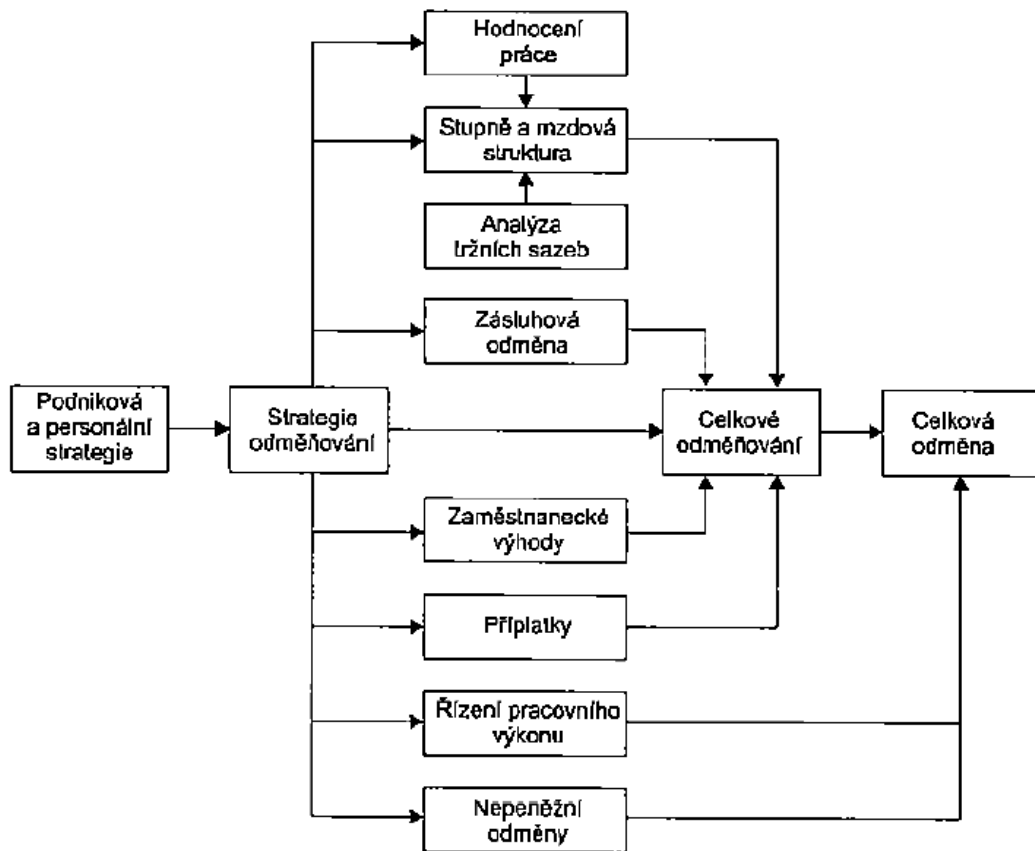 Hodnocení
práce
Stupně a mzdová
struktura
Analýza
tržních sazeb
Zásluhová
odměna
Podniková
a personální
strategie
Strategie
odměňování
Celkové
odměňování
Celková
odměna
Zaměstnanecké
výhody
Příplatky
Řízení pracovního
výkonu
Nepeněžní
odměny